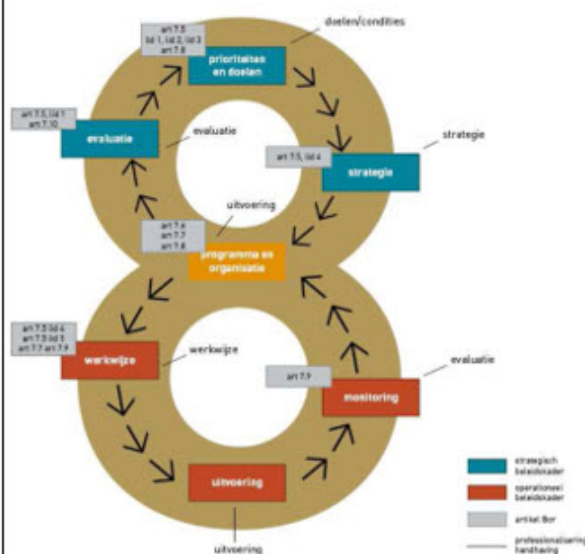 art 7.5
lid 1, lid 2, lid 3
art 7.8
doelen/condities
prioriteiten
en doelen
art 7.5, lid 1
art 7.10
evaluatie
evaluatie
strategie
art 7.5, lid 4
strategie
uitvoering
art 7.6
art 7.7
art 7.8
programma en
organisatie
art 7.5 lid 4
art 7.5 lid 5
art 7.7 art 7.9
werkwijze
werkwijze
evaluatie
art 7.9
monitoring
uitvoering
uitvoering
strategisch
beleidskader
operationeel
beleidskader
artikel Bor
professionalisering
handhaving